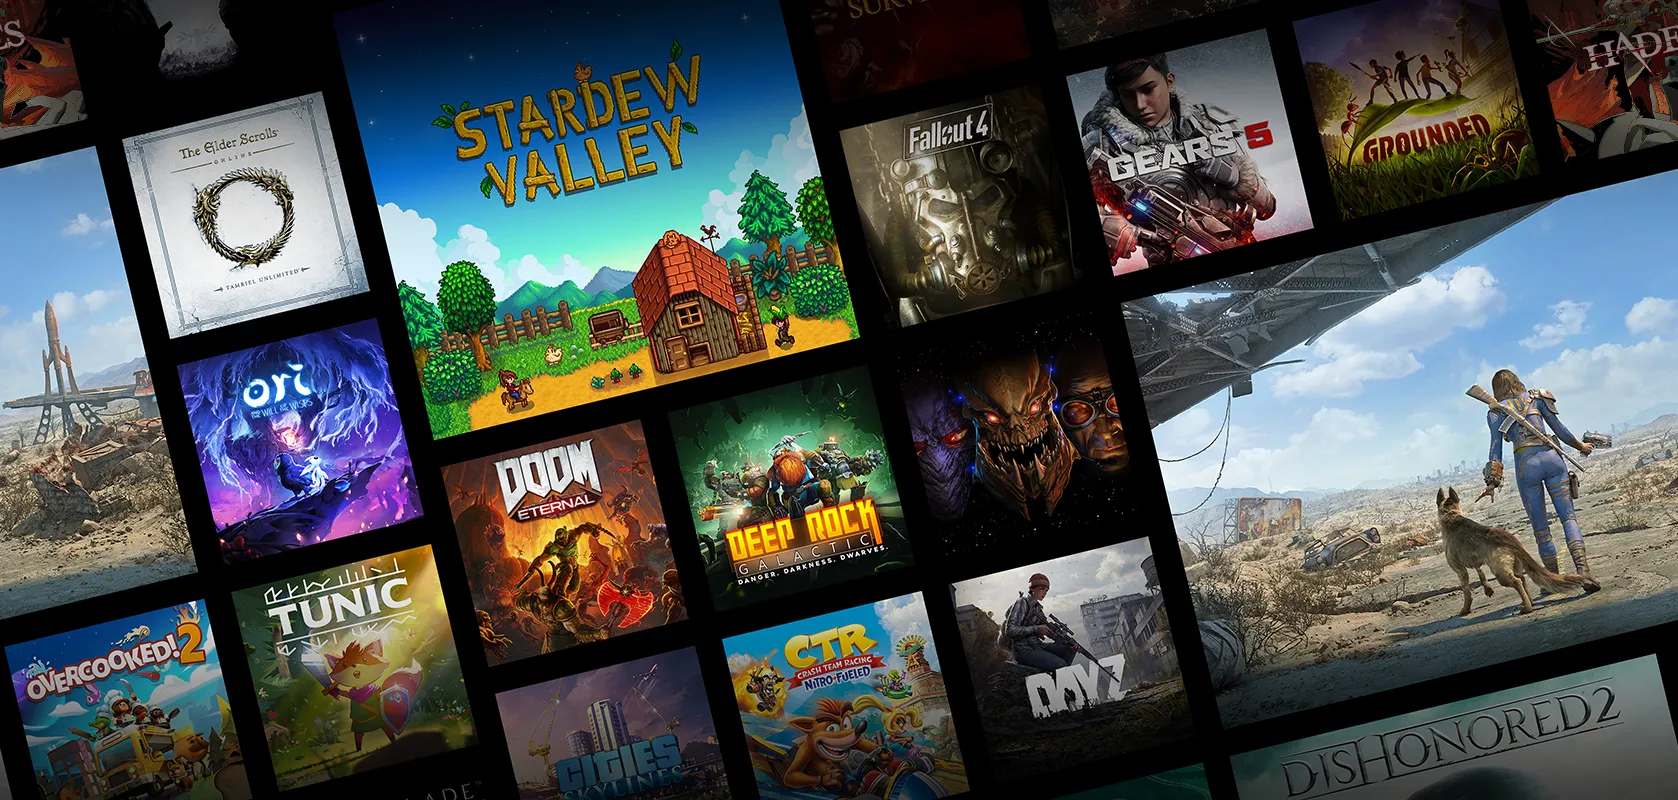 The Elder Scrolls
ONLINE
TAMRIEL UNLIMITED
STARDEW
VALLEY
Fallout 4
GEARS 5
GROUNDED
HADE
ori
AND THE
WILL OF THE WISPS
DOOM
ETERNAL
DEEP ROCK
GALACTIC
DANGER. DARKNESS. DWARVES.
OVERCOOKED! 2
TUNIC
CITIES
SKYLINES
CTR
CRASH TEAM RACING
NITRO-FUELED
DAYZ
DISHONORED 2